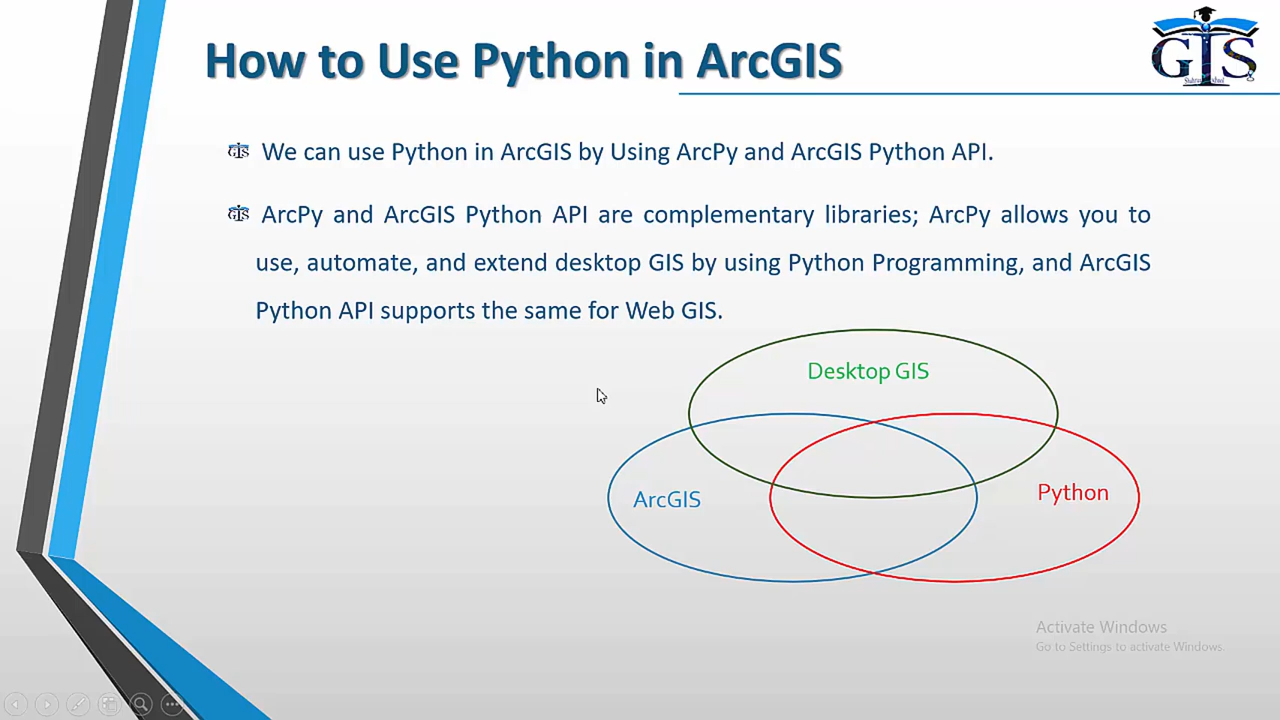 How to Use Python in ArcGIS
GIS
We can use Python in ArcGIS by Using ArcPy and ArcGIS Python API.
ArcPy and ArcGIS Python API are complementary libraries; ArcPy allows you to
use, automate, and extend desktop GIS by using Python Programming, and ArcGIS
Python API supports the same for Web GIS.
Desktop GIS
ArcGIS
Python
Activate Windows
Go to Settings to activate Windows.